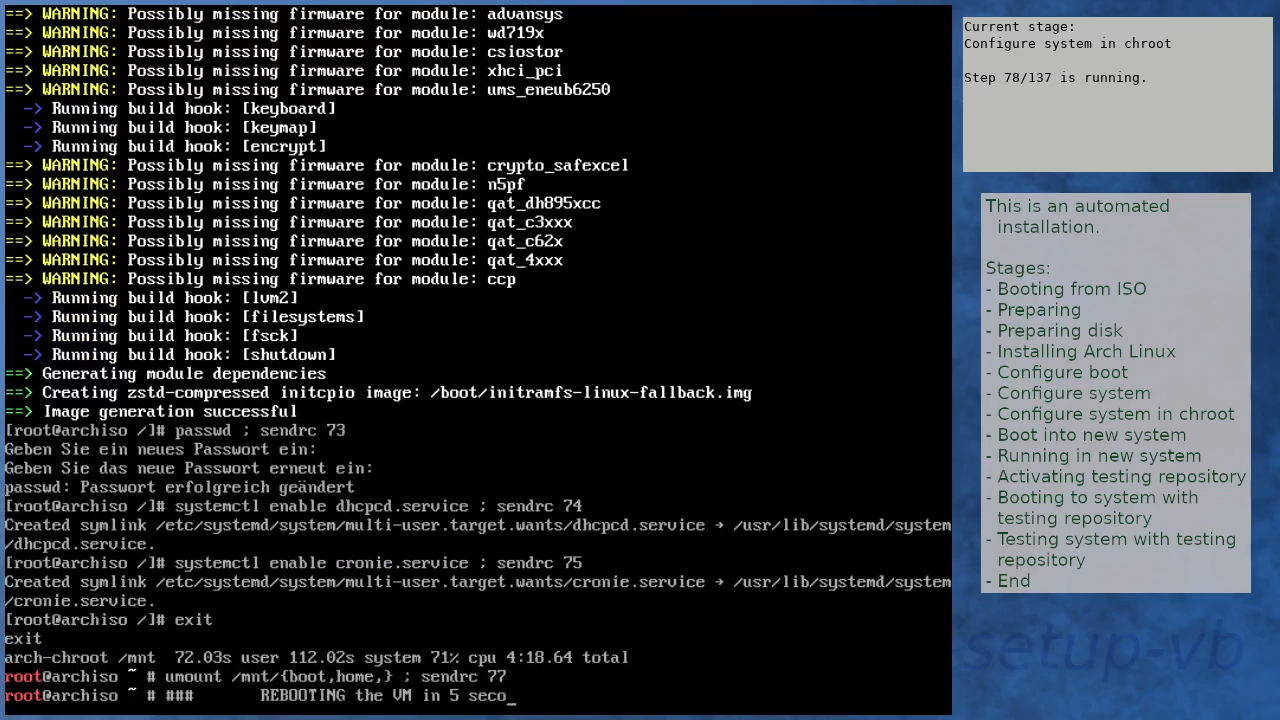 ==> WARNING: Possibly missing firmware for module: advansys
==> WARNING: Possibly missing firmware for module: wd719x
==> WARNING: Possibly missing firmware for module: csiostor
==> WARNING: Possibly missing firmware for module: xhci_pci
==> WARNING: Possibly missing firmware for module: ums_eneub6250
  -> Running build hook: [keyboard]
  -> Running build hook: [keymap]
  -> Running build hook: [encrypt]
==> WARNING: Possibly missing firmware for module: crypto_safexcel
==> WARNING: Possibly missing firmware for module: n5pf
==> WARNING: Possibly missing firmware for module: qat_dh895xcc
==> WARNING: Possibly missing firmware for module: qat_c3xxx
==> WARNING: Possibly missing firmware for module: qat_c62x
==> WARNING: Possibly missing firmware for module: qat_4xxx
==> WARNING: Possibly missing firmware for module: ccp
  -> Running build hook: [lvm2]
  -> Running build hook: [filesystems]
  -> Running build hook: [fsck]
  -> Running build hook: [shutdown]
==> Generating module dependencies
==> Creating zstd-compressed initcpio image: /boot/initramfs-linux-fallback.img
==> Image generation successful
[root@archiso /]# passwd ; sendrc 73
Geben Sie ein neues Passwort ein:
Geben Sie das neue Passwort erneut ein:
passwd: Passwort erfolgreich geändert
[root@archiso /]# systemctl enable dhcpcd.service ; sendrc 74
Created symlink /etc/systemd/system/multi-user.target.wants/dhcpcd.service → /usr/lib/systemd/system
/dhcpcd.service.
[root@archiso /]# systemctl enable cronie.service ; sendrc 75
Created symlink /etc/systemd/system/multi-user.target.wants/cronie.service → /usr/lib/systemd/system
/cronie.service.
[root@archiso /]# exit
exit
arch-chroot /mnt  72.03s user 112.02s system 71% cpu 4:18.64 total
root@archiso ~ # umount /mnt/{boot,home,} ; sendrc 77
root@archiso ~ # ###       REBOOTING the VM in 5 seco_
Current stage:
Configure system in chroot
Step 78/137 is running.
This is an automated
installation.
Stages:
- Booting from ISO
- Preparing
- Preparing disk
- Installing Arch Linux
- Configure boot
- Configure system
- Configure system in chroot
- Boot into new system
- Running in new system
- Activating testing repository
- Booting to system with
testing repository
- Testing system with testing
repository
- End
setup-vb